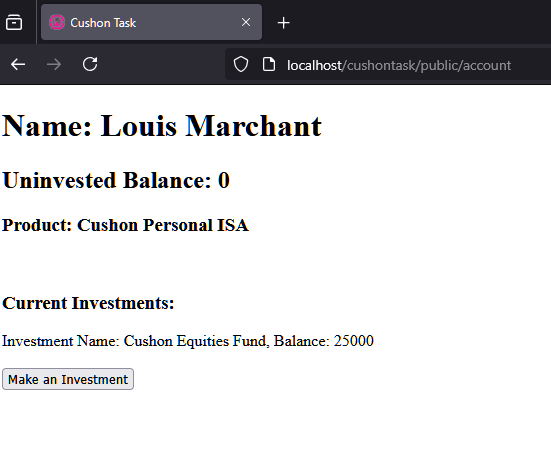 Cushon Task
localhost/cushontask/public/account
Name: Louis Marchant
Uninvested Balance: 0
Product: Cushon Personal ISA
Current Investments:
Investment Name: Cushon Equities Fund, Balance: 25000
Make an Investment